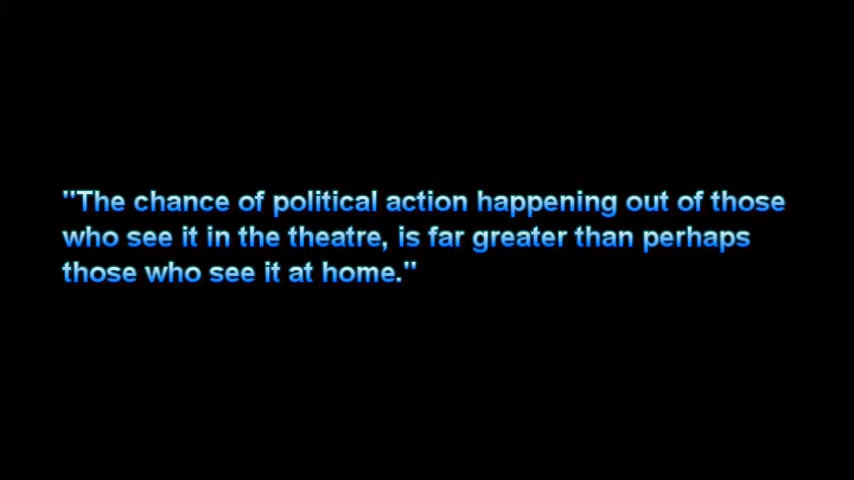 "The chance of political action happening out of those
who see it in the theatre, is far greater than perhaps
those who see it at home."